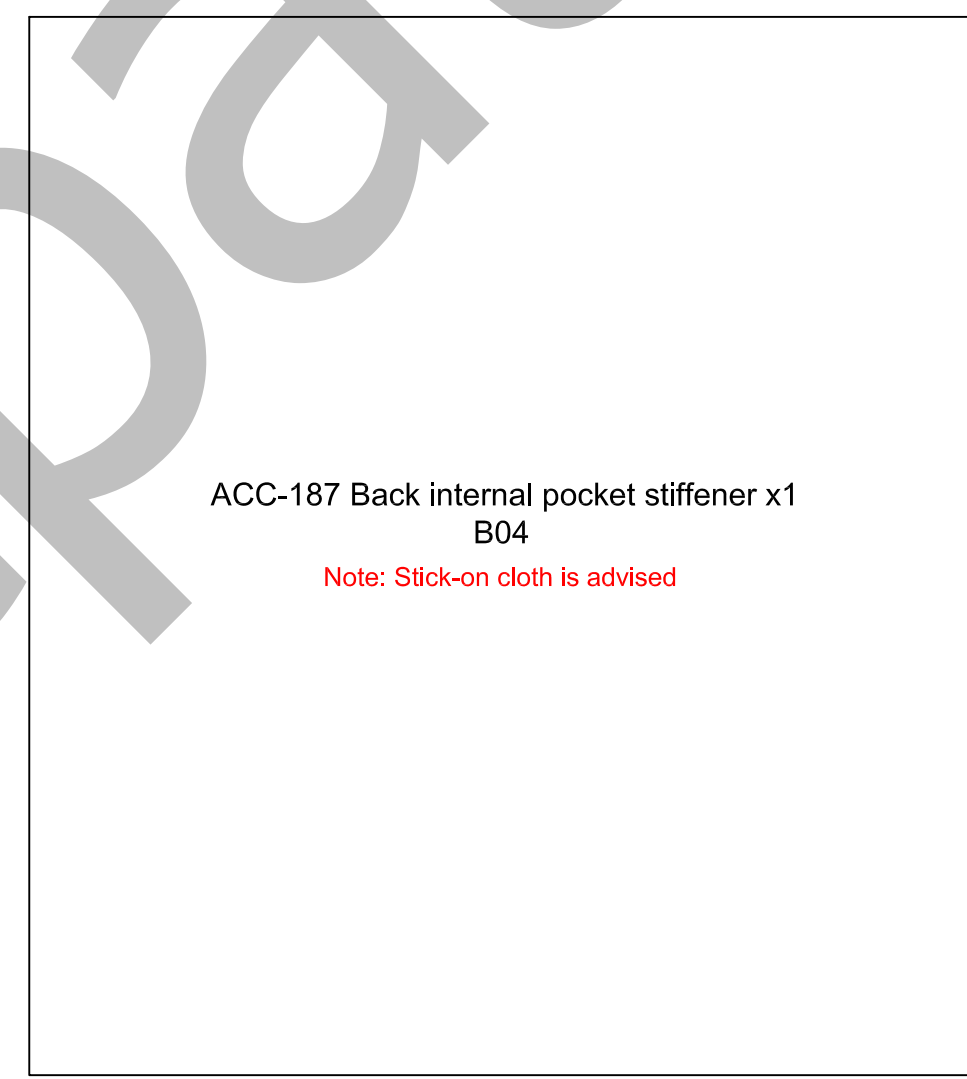 ACC-187 Back internal pocket stiffener x1
B04
Note: Stick-on cloth is advised